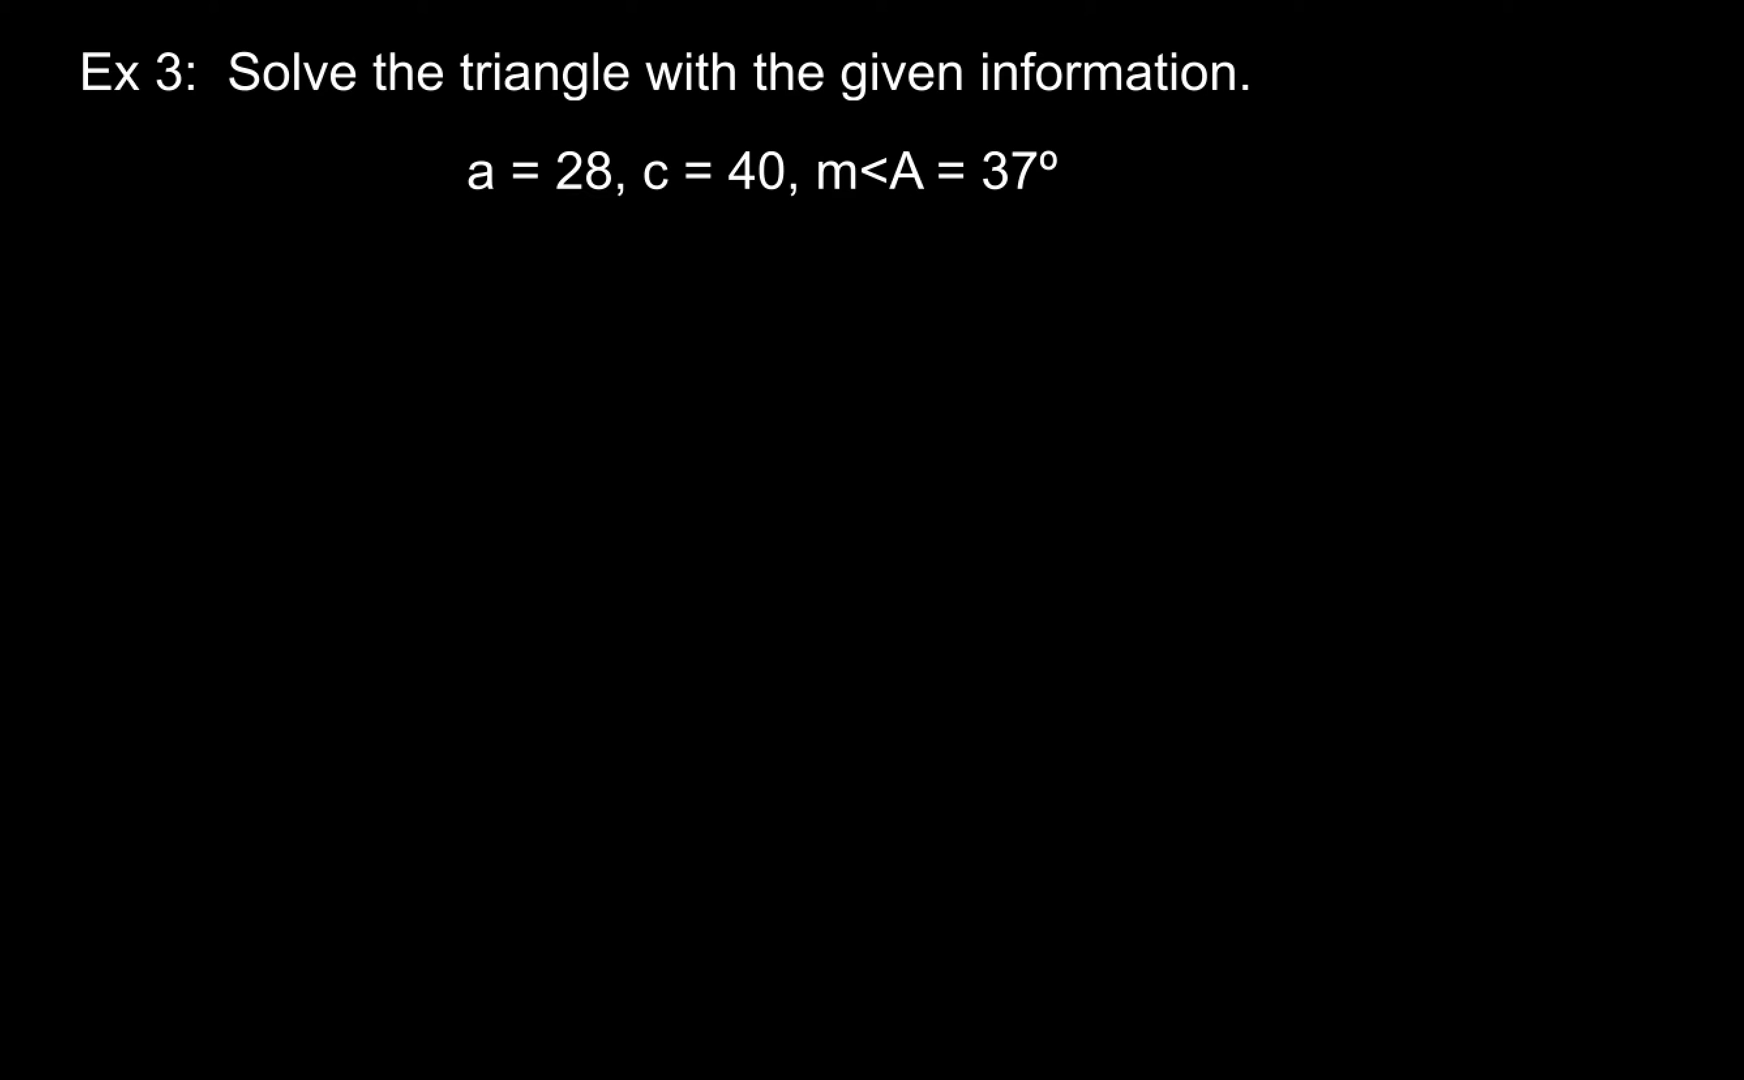 Ex 3:  Solve the triangle with the given information.
a = 28, c = 40, m<A = 37º